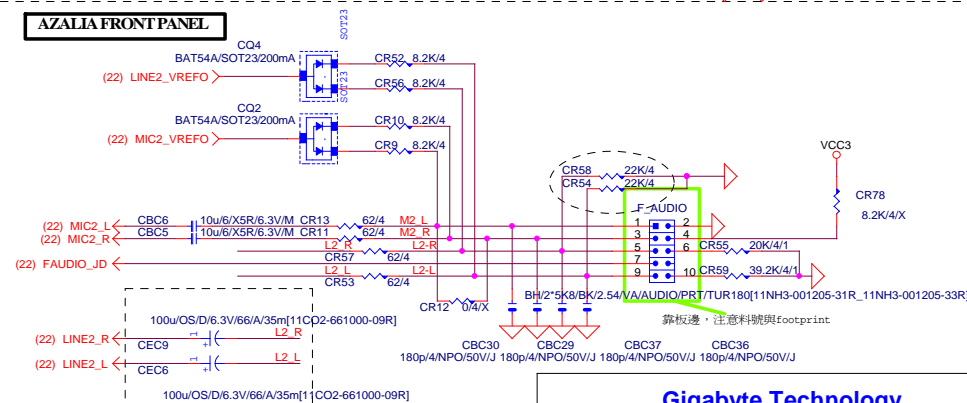 AZALIA FRONT PANEL
CQ4
BAT54A/SOT23/200mA
SOT23
(22) LINE2_VREFO
CR52 8.2K/4
CR56 8.2K/4
SOT23
CQ2
BAT54A/SOT23/200mA
(22) MIC2_VREFO
CR10 8.2K/4
CR9 8.2K/4
VCC3
CR58 22K/4
CR54 22K/4
CR78
8.2K/4/X
F_AUDIO
(22) MIC2_L CBC6 10u/6/X5R/6.3V/M CR13 62/4 M2_L
(22) MIC2_R CBC5 10u/6/X5R/6.3V/M CR11 62/4 M2_R
L2_R CR57 62/4 L2-R
(22) FAUDIO_JD
L2_L CR53 62/4 L2-L
1 2
3 4
5 6
7
9 10
CR55 20K/4/1
CR59 39.2K/4/1
CR12 0/4/X
BH/2*5K8/BK/2.54/VA/AUDIO/PRT/TUR180[11NH3-001205-31R_11NH3-001205-33R]
靠板邊，注意料號與footprint
CBC30 CBC29 CBC37 CBC36
180p/4/NPO/50V/J 180p/4/NPO/50V/J 180p/4/NPO/50V/J 180p/4/NPO/50V/J
100u/OS/D/6.3V/66/A/35m[11CO2-661000-09R]
(22) LINE2_R CEC9 1 + L2_R
(22) LINE2_L CEC6 1 + L2_L
100u/OS/D/6.3V/66/A/35m[11CO2-661000-09R]
Gigabyte Technology